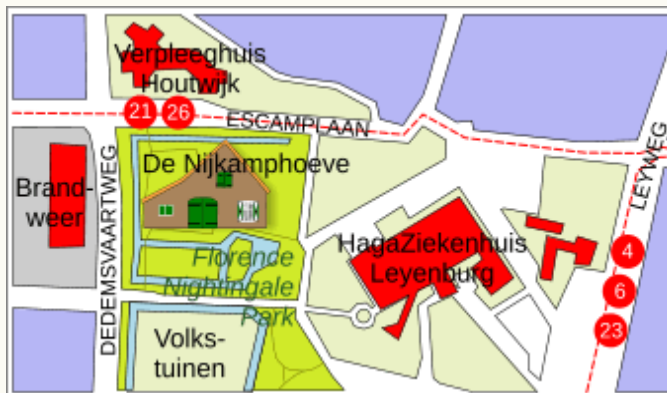 Verpleeghuis
Houtwijk
21
26
ESCAMPLAAN
LEYWEG
Brand-
weer
DEDEMSVAARTWEG
De Nijkamphoeve
HagaZiekenhuis
Leyenburg
Florence
Nightingale
Park
4
6
23
Volks-
tuinen